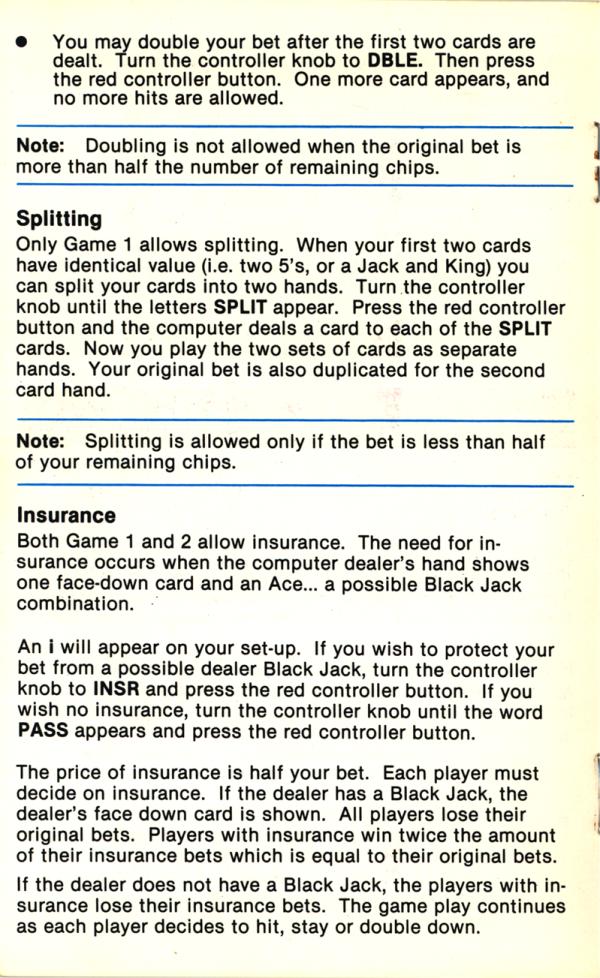 ● You may double your bet after the first two cards are
dealt. Turn the controller knob to DBLE. Then press
the red controller button. One more card appears, and
no more hits are allowed.
Note: Doubling is not allowed when the original bet is
more than half the number of remaining chips.
Splitting
Only Game 1 allows splitting. When your first two cards
have identical value (i.e. two 5's, or a Jack and King) you
can split your cards into two hands. Turn the controller
knob until the letters SPLIT appear. Press the red controller
button and the computer deals a card to each of the SPLIT
cards. Now you play the two sets of cards as separate
hands. Your original bet is also duplicated for the second
card hand.
Note: Splitting is allowed only if the bet is less than half
of your remaining chips.
Insurance
Both Game 1 and 2 allow insurance. The need for in-
surance occurs when the computer dealer's hand shows
one face-down card and an Ace... a possible Black Jack
combination.
An i will appear on your set-up. If you wish to protect your
bet from a possible dealer Black Jack, turn the controller
knob to INSR and press the red controller button. If you
wish no insurance, turn the controller knob until the word
PASS appears and press the red controller button.
The price of insurance is half your bet. Each player must
decide on insurance. If the dealer has a Black Jack, the
dealer's face down card is shown. All players lose their
original bets. Players with insurance win twice the amount
of their insurance bets which is equal to their original bets.
If the dealer does not have a Black Jack, the players with in-
surance lose their insurance bets. The game play continues
as each player decides to hit, stay or double down.